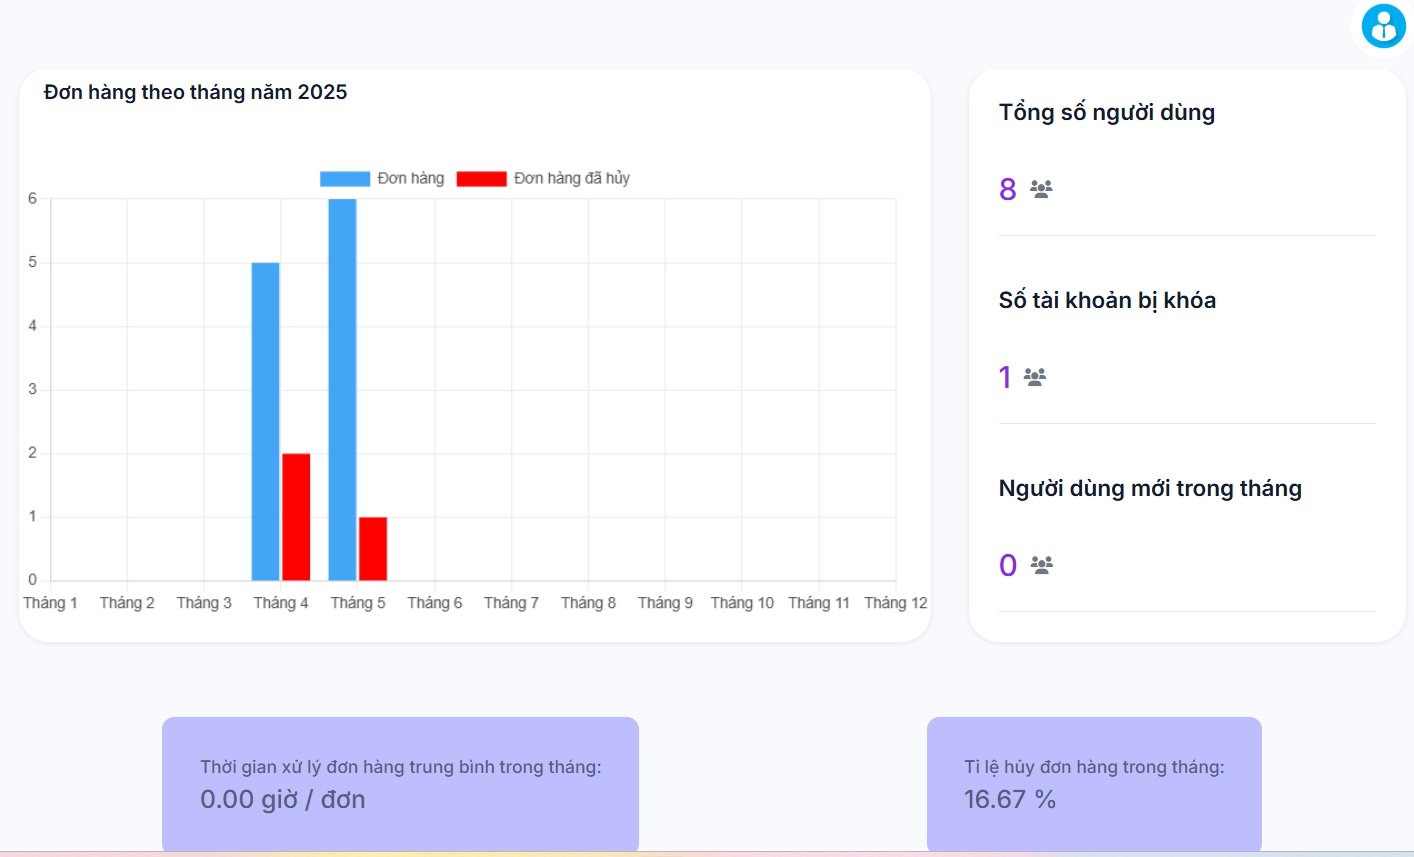 Đơn hàng theo tháng năm 2025
Đơn hàng
Đơn hàng đã hủy
6
5
4
3
2
1
0
Tháng 1
Tháng 2
Tháng 3
Tháng 4
Tháng 5
Tháng 6
Tháng 7
Tháng 8
Tháng 9
Tháng 10
Tháng 11
Tháng 12
Tổng số người dùng
8
Số tài khoản bị khóa
1
Người dùng mới trong tháng
0
Thời gian xử lý đơn hàng trung bình trong tháng:
0.00 giờ / đơn
Tỉ lệ hủy đơn hàng trong tháng:
16.67 %